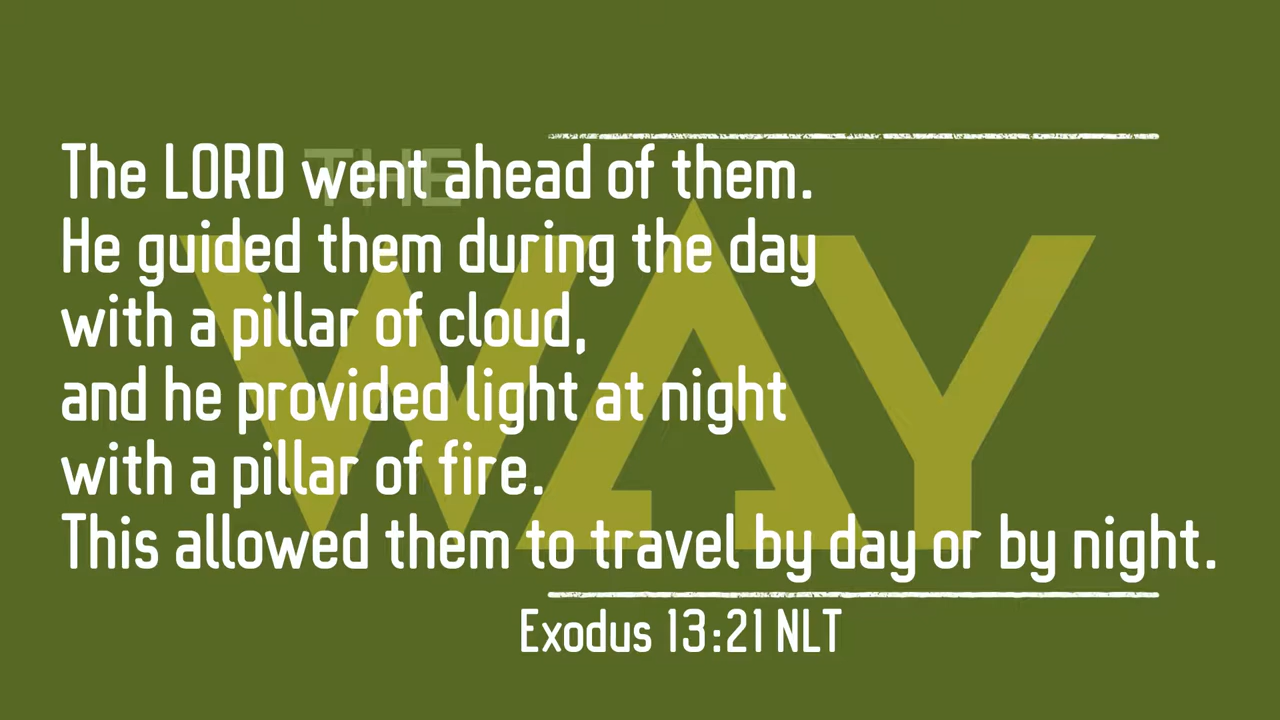 THE
WAY
The LORD went ahead of them.
He guided them during the day
with a pillar of cloud,
and he provided light at night
with a pillar of fire.
This allowed them to travel by day or by night.
Exodus 13:21 NLT